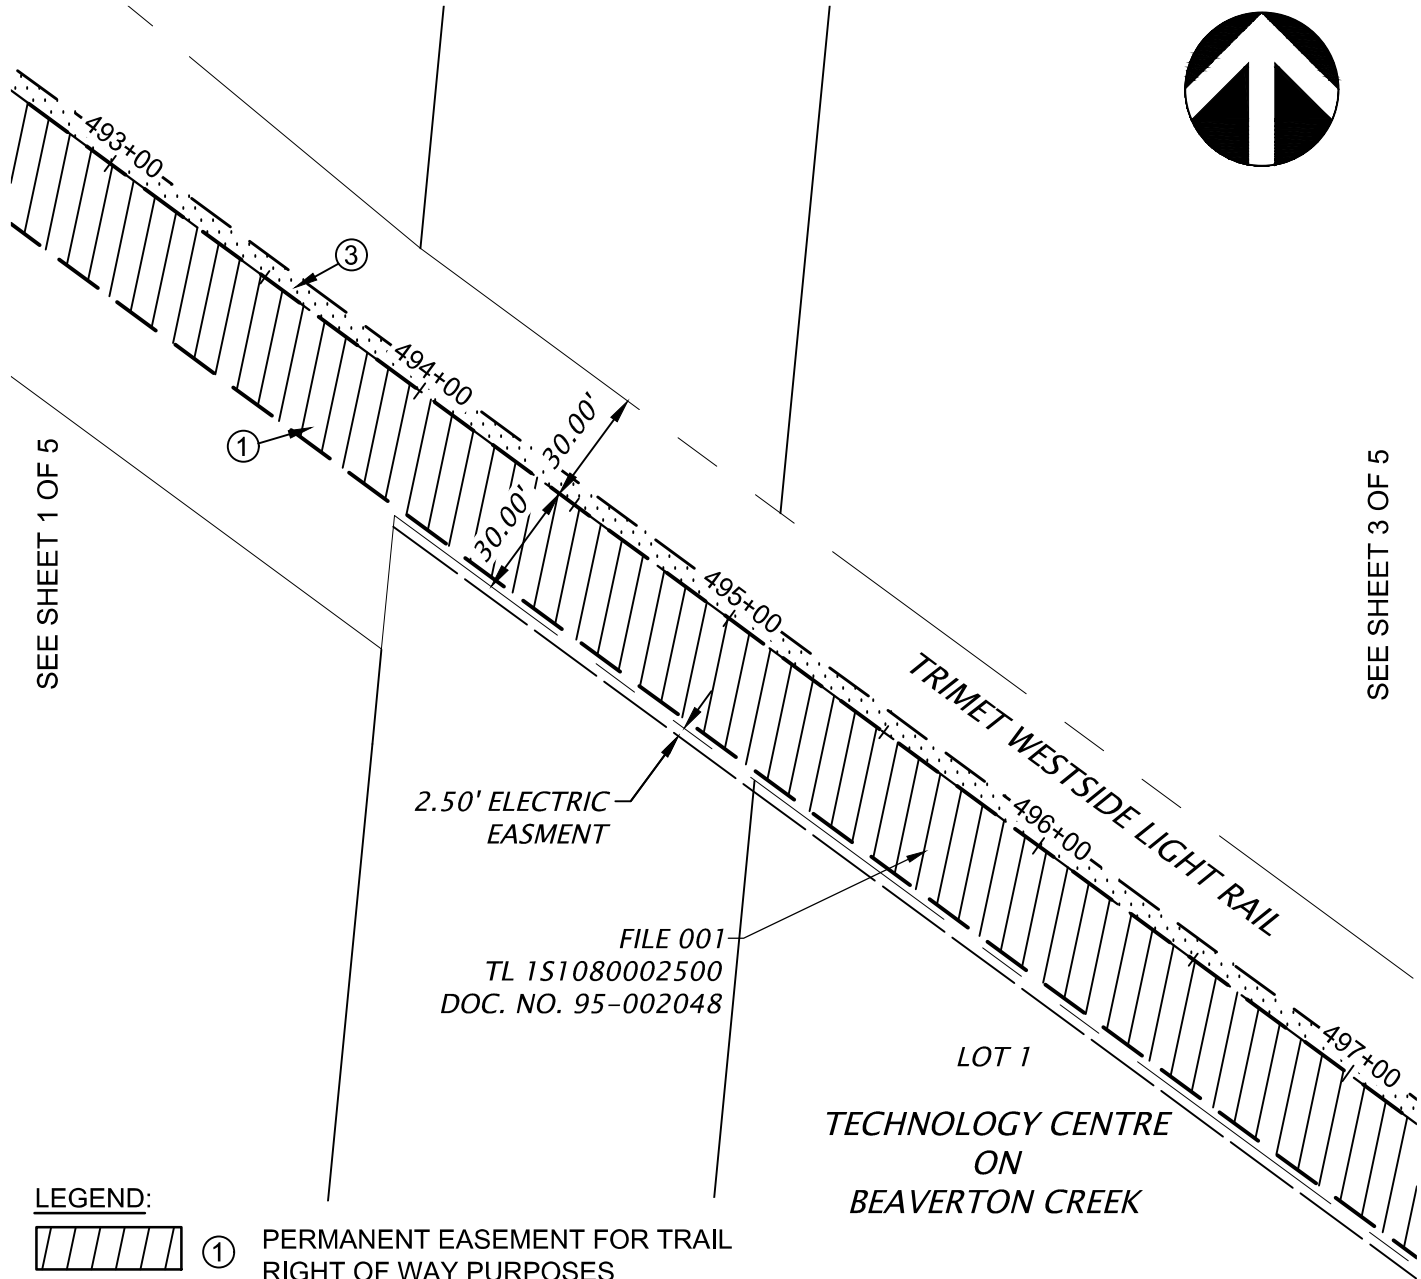 493+00
3
494+00
30.00'
30.00'
1
SEE SHEET 1 OF 5
SEE SHEET 3 OF 5
495+00
TRIMET WESTSIDE LIGHT RAIL
2.50' ELECTRIC
EASMENT
496+00
FILE 001
TL 1S1080002500
DOC. NO. 95-002048
497+00
LOT 1
TECHNOLOGY CENTRE
ON
BEAVERTON CREEK
LEGEND:
1 PERMANENT EASEMENT FOR TRAIL
RIGHT OF WAY PURPOSES